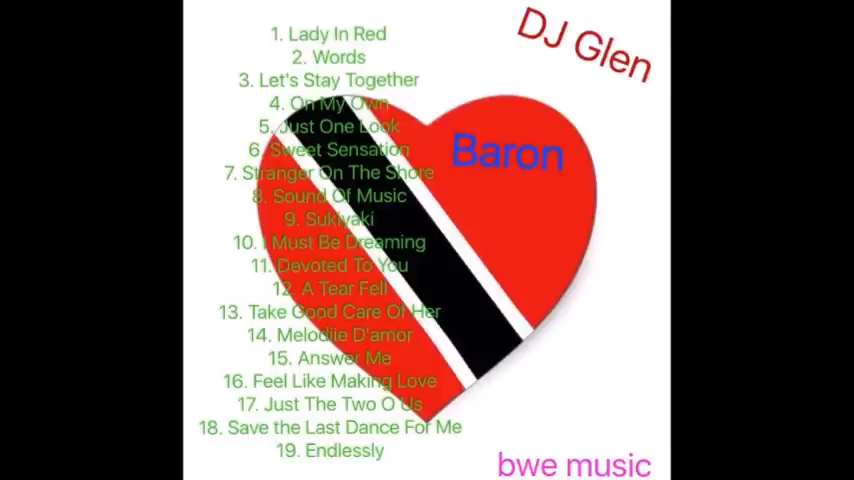 DJ Glen
Baron
1. Lady In Red
2. Words
3. Let's Stay Together
4. On My Own
5. Just One Look
6 Sweet Sensation
7. Stranger On The Shore
8. Sound Of Music
9. Sukiyaki
10. I Must Be Dreaming
11. Devoted To You
12. A Tear Fell
13. Take Good Care Of Her
14. Melodiie D'amor
15. Answer Me
16. Feel Like Making Love
17. Just The Two O Us
18. Save the Last Dance For Me
19. Endlessly
bwe music